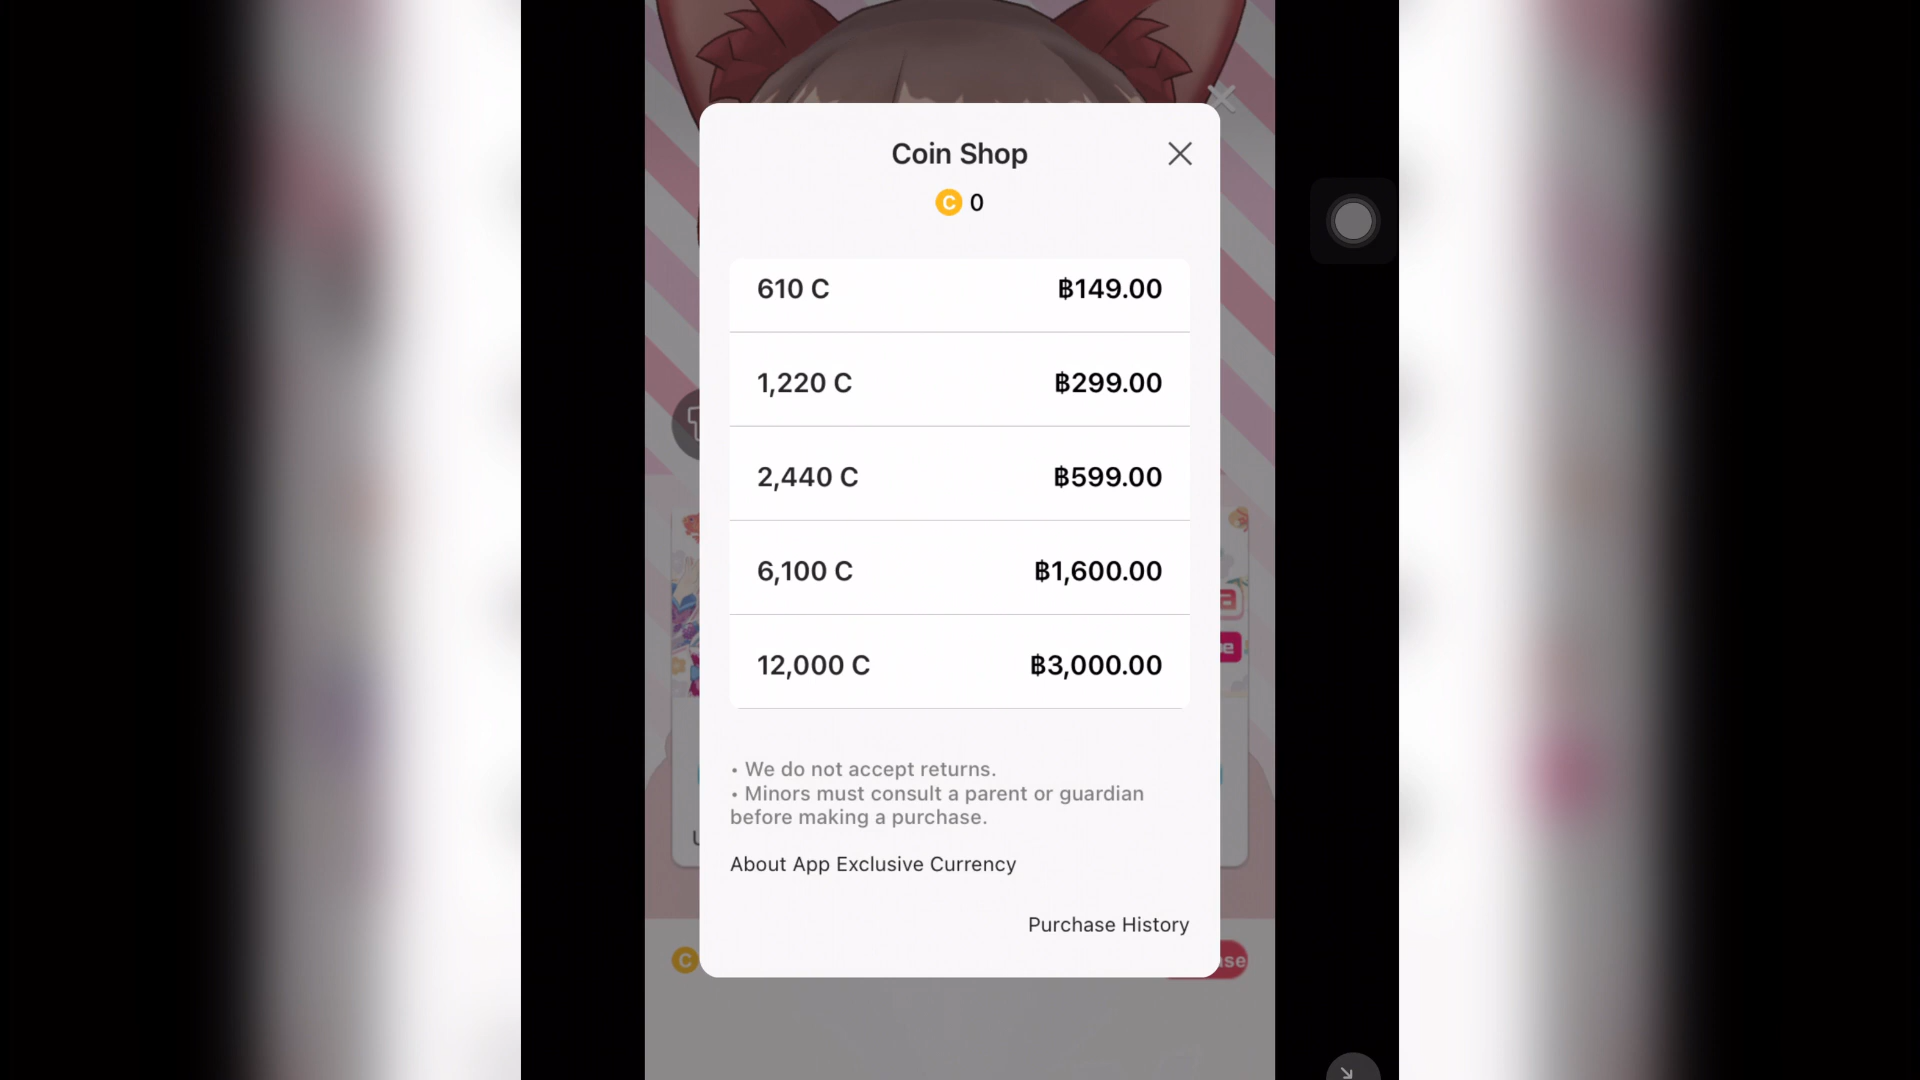 Coin Shop
C 0
610 C ฿149.00
1,220 C ฿299.00
2,440 C ฿599.00
6,100 C ฿1,600.00
12,000 C ฿3,000.00
• We do not accept returns.
• Minors must consult a parent or guardian
before making a purchase.
About App Exclusive Currency
Purchase History
C